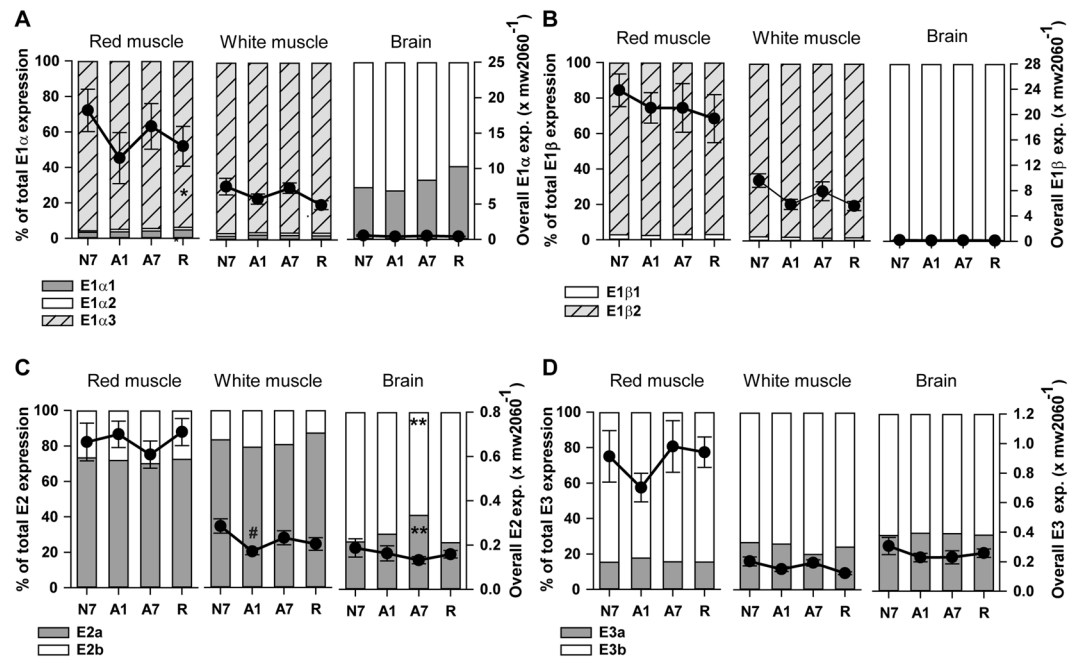 A
Red muscle White muscle Brain
% of total E1α expression
100
80
60
40
20
0
*
25
20
15
10
5
0
Overall E1α exp. (x mw2060⁻¹)
N7 A1 A7 R N7 A1 A7 R N7 A1 A7 R
E1α1
E1α2
E1α3
B
Red muscle White muscle Brain
% of total E1β expression
100
80
60
40
20
0
28
24
20
16
12
8
4
0
Overall E1β exp. (x mw2060⁻¹)
N7 A1 A7 R N7 A1 A7 R N7 A1 A7 R
E1β1
E1β2
C
Red muscle White muscle Brain
% of total E2 expression
100
80
60
40
20
0
#
**
**
0.8
0.6
0.4
0.2
0.0
Overall E2 exp. (x mw2060⁻¹)
N7 A1 A7 R N7 A1 A7 R N7 A1 A7 R
E2a
E2b
D
Red muscle White muscle Brain
% of total E3 expression
100
80
60
40
20
0
1.2
1.0
0.8
0.6
0.4
0.2
0.0
Overall E3 exp. (x mw2060⁻¹)
N7 A1 A7 R N7 A1 A7 R N7 A1 A7 R
E3a
E3b